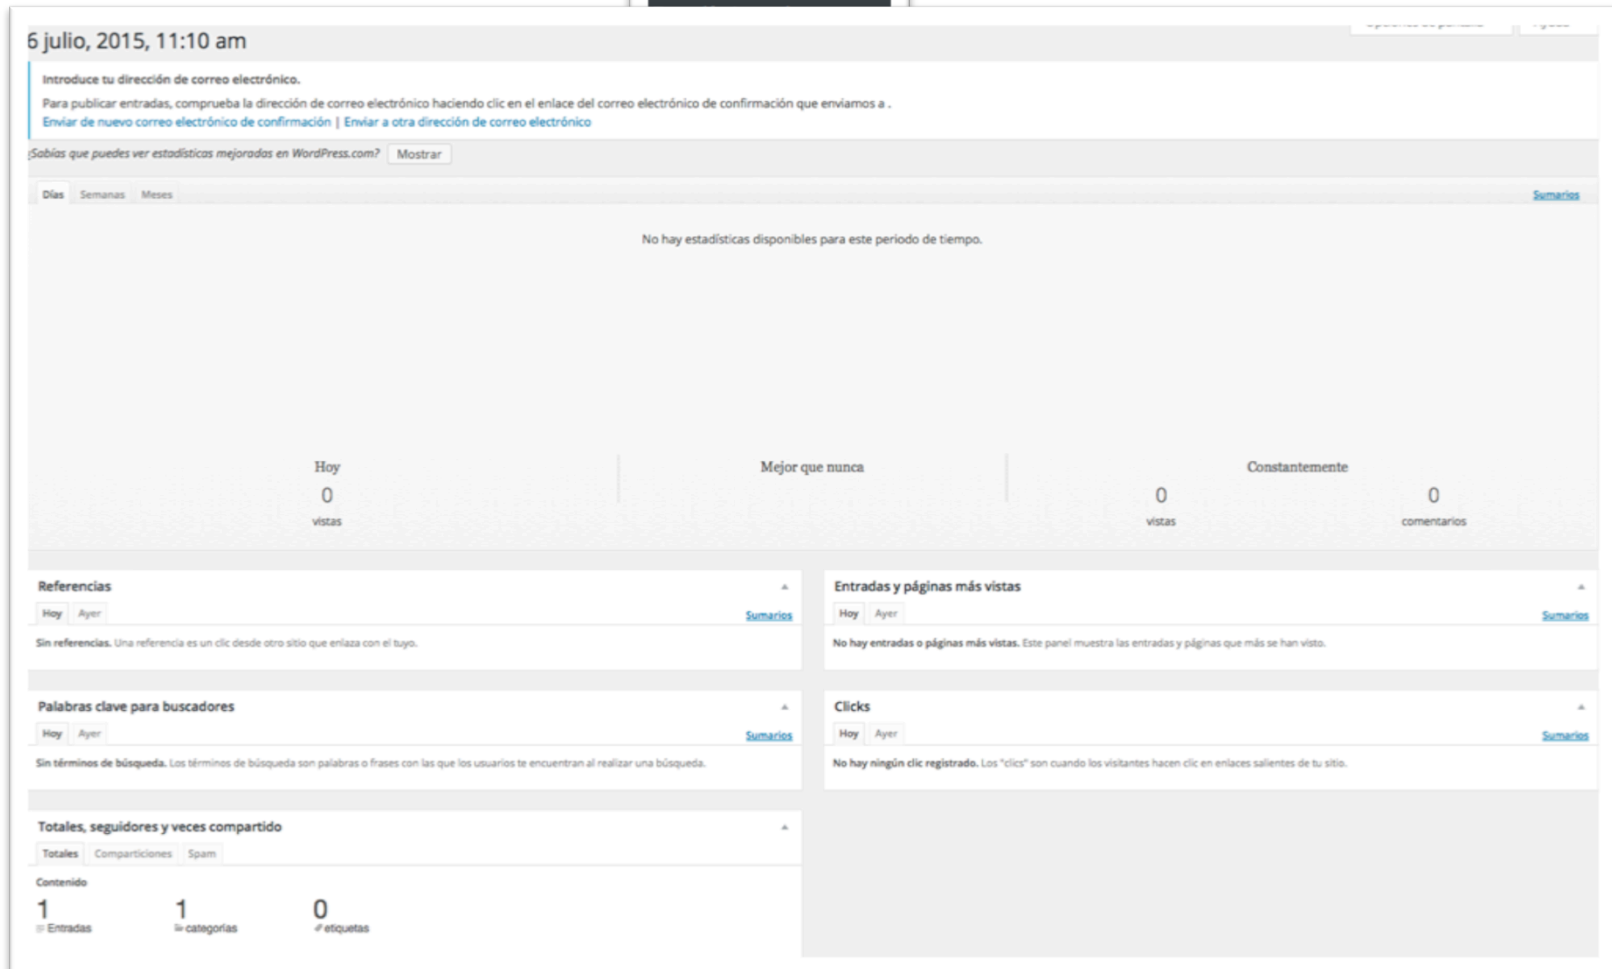 6 julio, 2015, 11:10 am
Introduce tu dirección de correo electrónico.
Para publicar entradas, comprueba la dirección de correo electrónico haciendo clic en el enlace del correo electrónico de confirmación que enviamos a .
Enviar de nuevo correo electrónico de confirmación | Enviar a otra dirección de correo electrónico
¿Sabías que puedes ver estadísticas mejoradas en WordPress.com? Mostrar
Días Semanas Meses Sumarios
No hay estadísticas disponibles para este periodo de tiempo.
Hoy Mejor que nunca Constantemente
0 0 0
vistas vistas comentarios
Referencias
Hoy Ayer Sumarios
Sin referencias. Una referencia es un clic desde otro sitio que enlaza con el tuyo.
Entradas y páginas más vistas
Hoy Ayer Sumarios
No hay entradas o páginas más vistas. Este panel muestra las entradas y páginas que más se han visto.
Palabras clave para buscadores
Hoy Ayer Sumarios
Sin términos de búsqueda. Los términos de búsqueda son palabras o frases con las que los usuarios te encuentran al realizar una búsqueda.
Clicks
Hoy Ayer Sumarios
No hay ningún clic registrado. Los "clics" son cuando los visitantes hacen clic en enlaces salientes de tu sitio.
Totales, seguidores y veces compartido
Totales Comparticiones Spam
Contenido
1 1 0
Entradas categorías etiquetas